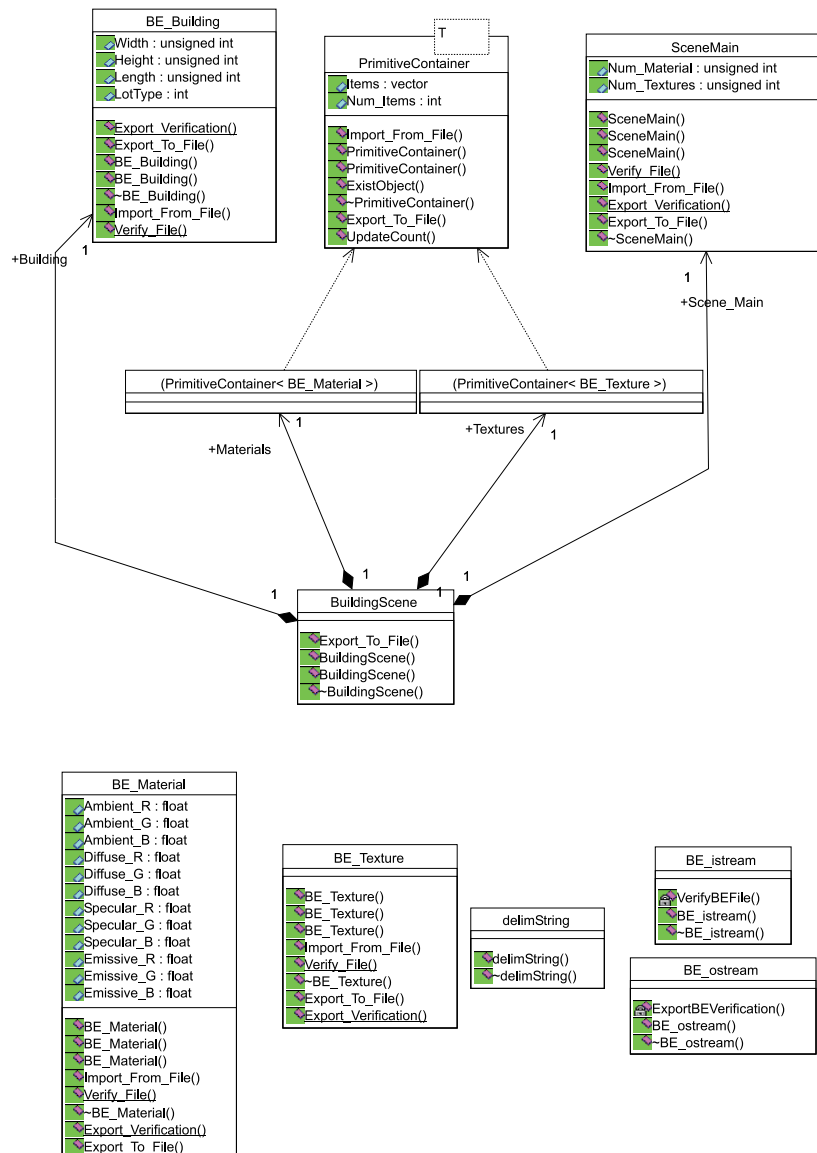 BE_Building
Width : unsigned int
Height : unsigned int
Length : unsigned int
LotType : int
Export_Verification()
Export_To_File()
BE_Building()
BE_Building()
~BE_Building()
Import_From_File()
Verify_File()
T
PrimitiveContainer
Items : vector
Num_Items : int
Import_From_File()
PrimitiveContainer()
PrimitiveContainer()
ExistObject()
~PrimitiveContainer()
Export_To_File()
UpdateCount()
SceneMain
Num_Material : unsigned int
Num_Textures : unsigned int
SceneMain()
SceneMain()
SceneMain()
Verify_File()
Import_From_File()
Export_Verification()
Export_To_File()
~SceneMain()
+Building
1
1
+Scene_Main
(PrimitiveContainer< BE_Material >)
(PrimitiveContainer< BE_Texture >)
1
+Materials
+Textures
1
1
1
1
1
BuildingScene
Export_To_File()
BuildingScene()
BuildingScene()
~BuildingScene()
BE_Material
Ambient_R : float
Ambient_G : float
Ambient_B : float
Diffuse_R : float
Diffuse_G : float
Diffuse_B : float
Specular_R : float
Specular_G : float
Specular_B : float
Emissive_R : float
Emissive_G : float
Emissive_B : float
BE_Material()
BE_Material()
BE_Material()
Import_From_File()
Verify_File()
~BE_Material()
Export_Verification()
Export_To_File()
BE_Texture
BE_Texture()
BE_Texture()
BE_Texture()
Import_From_File()
Verify_File()
~BE_Texture()
Export_To_File()
Export_Verification()
delimString
delimString()
~delimString()
BE_istream
VerifyBEFile()
BE_istream()
~BE_istream()
BE_ostream
ExportBEVerification()
BE_ostream()
~BE_ostream()